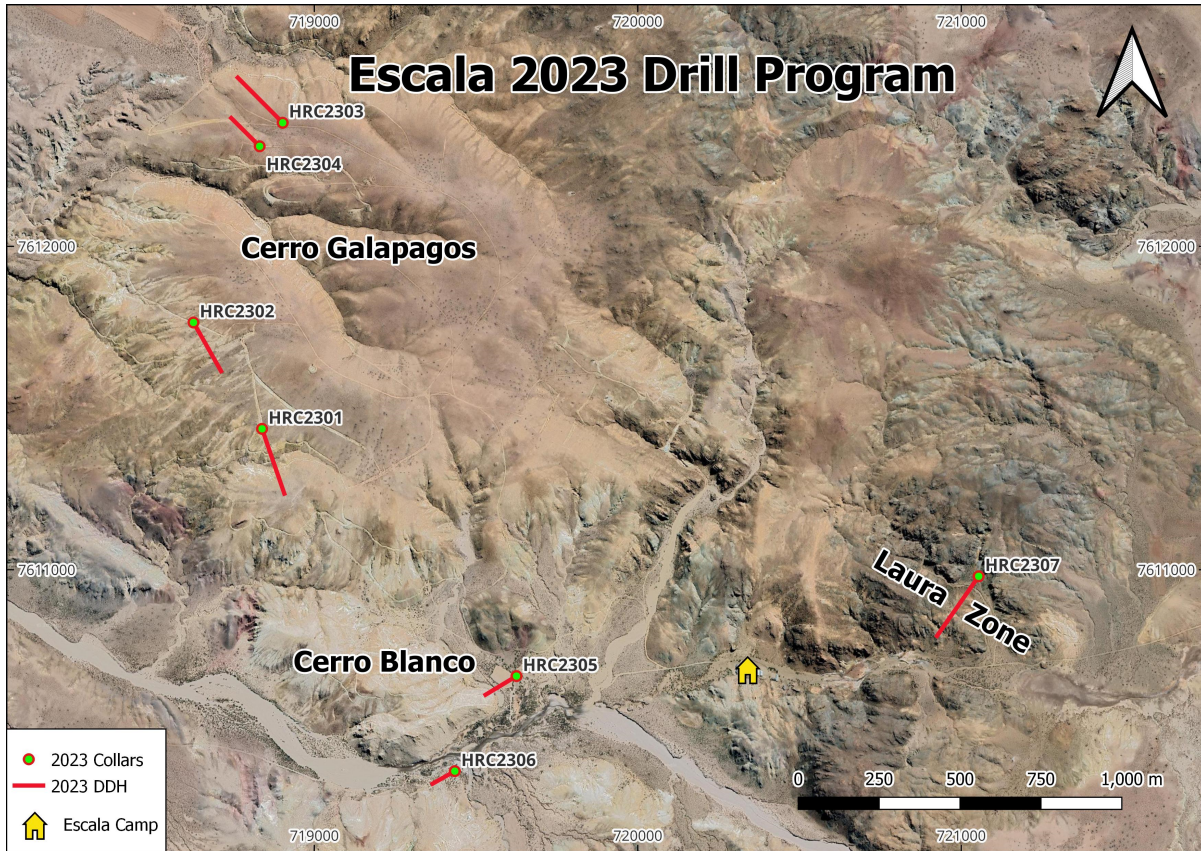 719000 720000 721000
Escala 2023 Drill Program
HRC2303
HRC2304
7612000 7612000
Cerro Galapagos
HRC2302
HRC2301
7611000 7611000
HRC2307
Laura Zone
Cerro Blanco
HRC2305
HRC2306
2023 Collars
2023 DDH
Escala Camp
0 250 500 750 1,000 m
719000 720000 721000